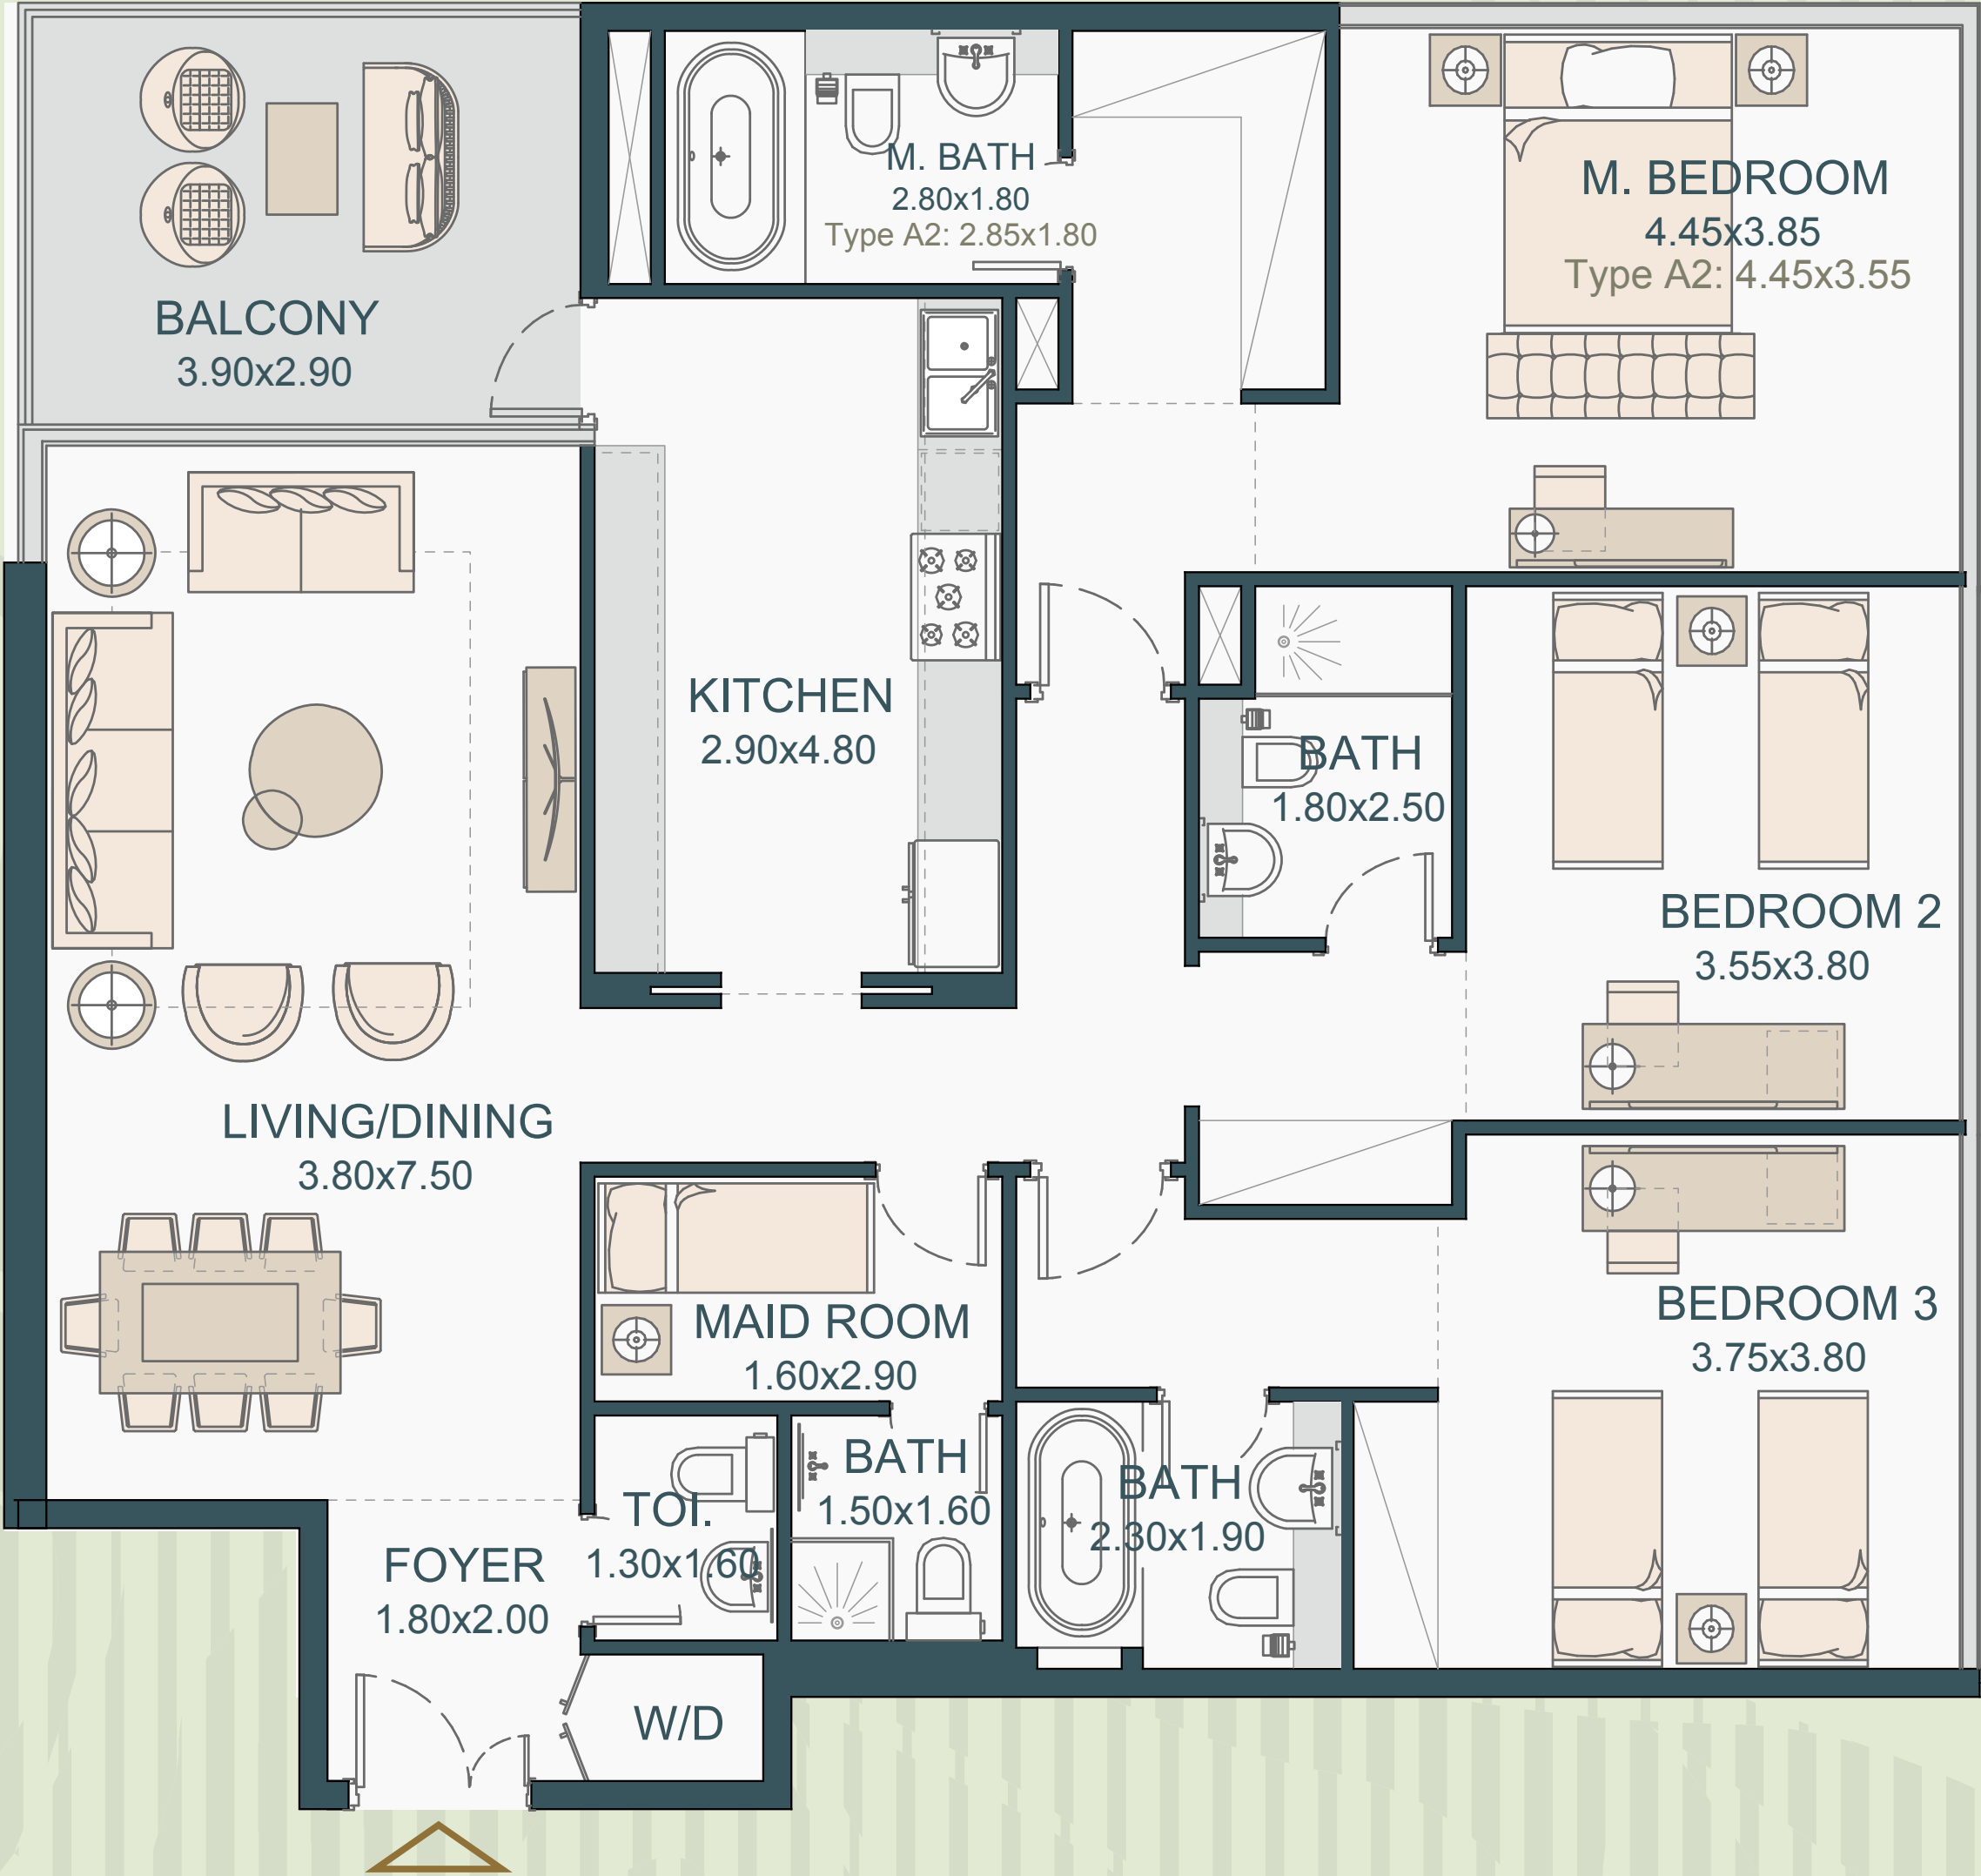 M. BATH
2.80x1.80
Type A2: 2.85x1.80
M. BEDROOM
4.45x3.85
Type A2: 4.45x3.55
BALCONY
3.90x2.90
KITCHEN
2.90x4.80
BATH
1.80x2.50
BEDROOM 2
3.55x3.80
LIVING/DINING
3.80x7.50
MAID ROOM
1.60x2.90
BEDROOM 3
3.75x3.80
BATH
1.50x1.60
BATH
2.30x1.90
TOI.
1.30x1.60
FOYER
1.80x2.00
W/D